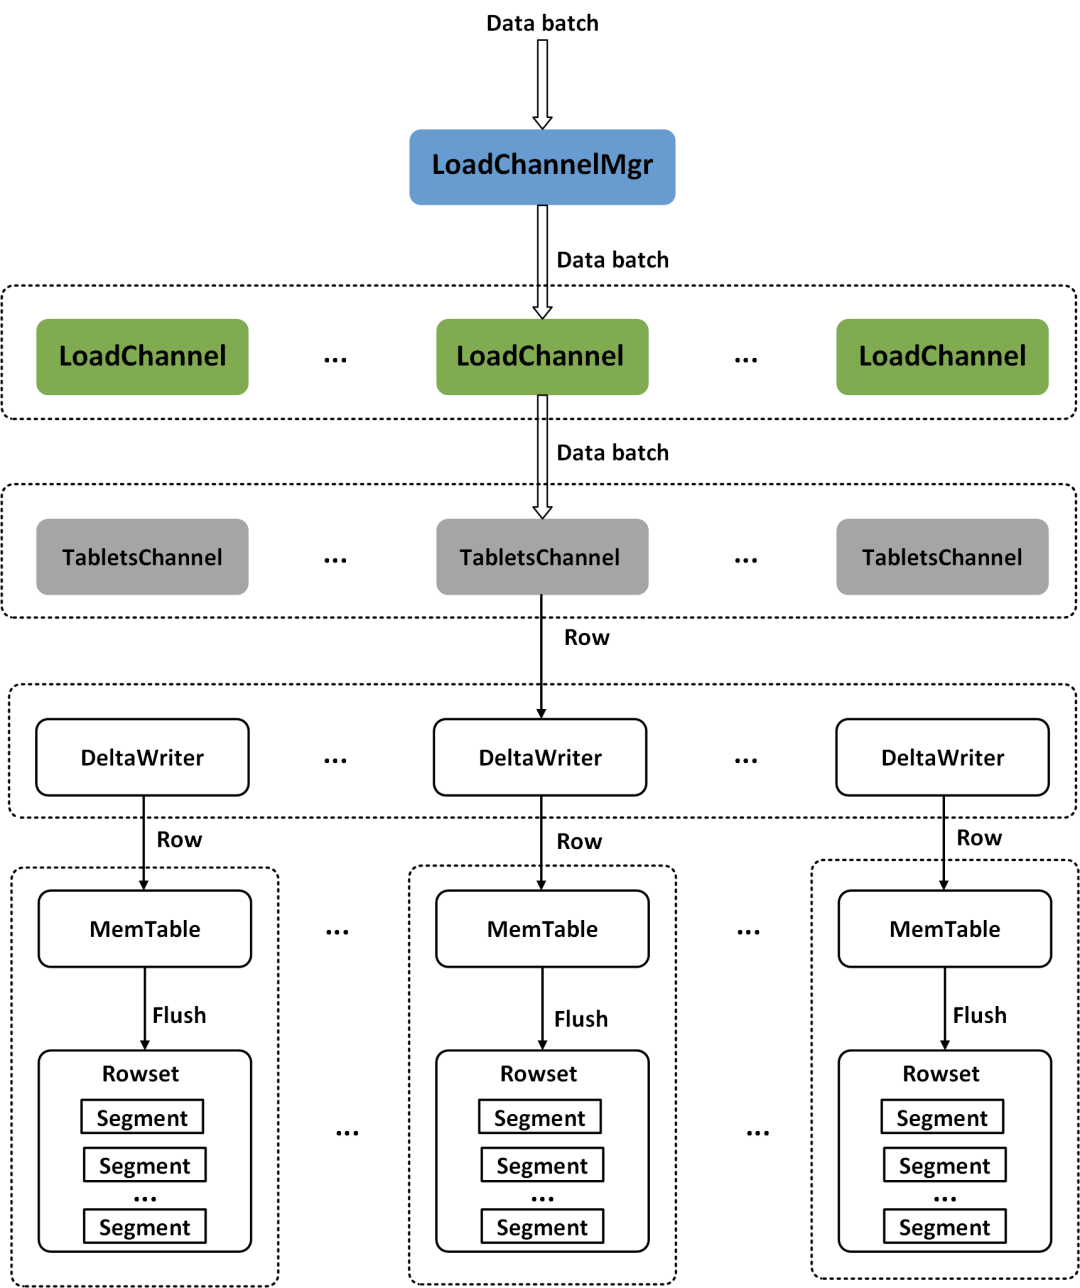 Data batch
LoadChannelMgr
Data batch
LoadChannel ... LoadChannel ... LoadChannel
Data batch
TabletsChannel ... TabletsChannel ... TabletsChannel
Row
DeltaWriter ... DeltaWriter ... DeltaWriter
Row Row Row
MemTable ... MemTable ... MemTable
Flush Flush Flush
Rowset Rowset Rowset
Segment Segment Segment
... ...
Segment Segment Segment
... ... ...
Segment Segment Segment